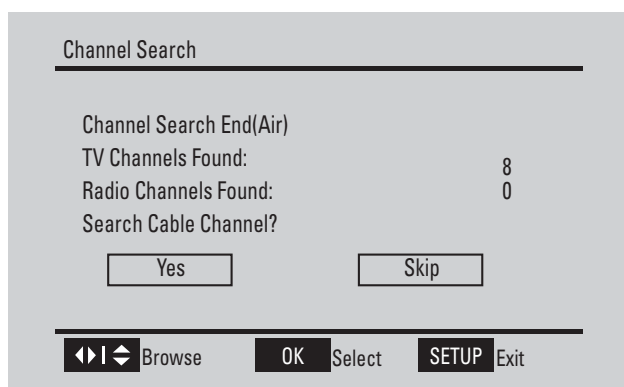 Channel Search
Channel Search End(Air)
TV Channels Found: 8
Radio Channels Found: 0
Search Cable Channel?
Yes Skip
Browse OK Select SETUP Exit